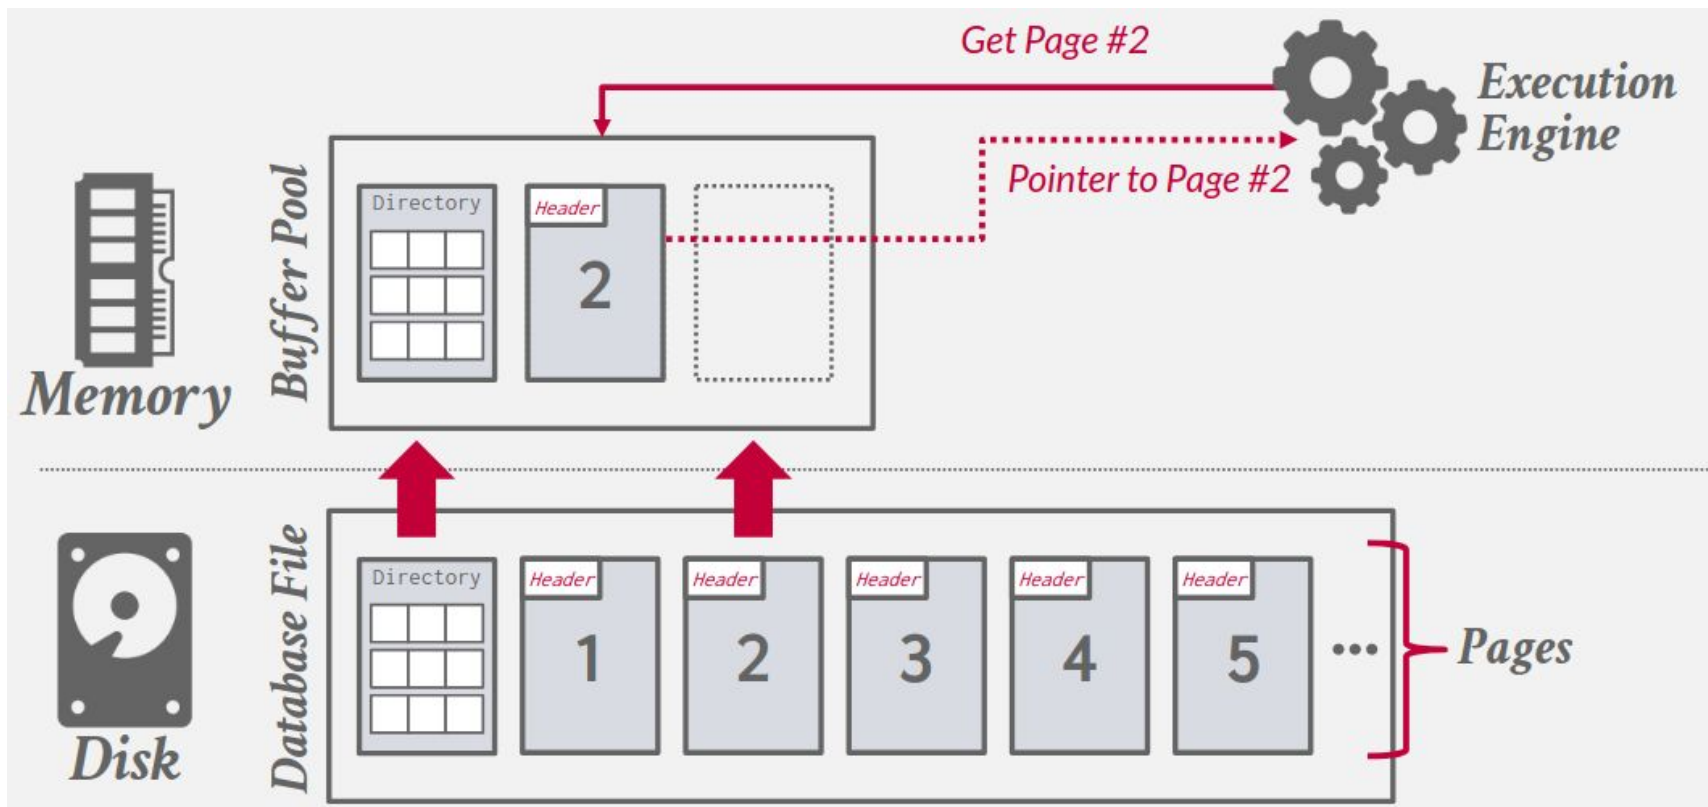 Get Page #2
Execution
Engine
Pointer to Page #2
Buffer Pool
Directory
Header
2
Memory
Database File
Directory
Header
1
Header
2
Header
3
Header
4
Header
5
...
Pages
Disk